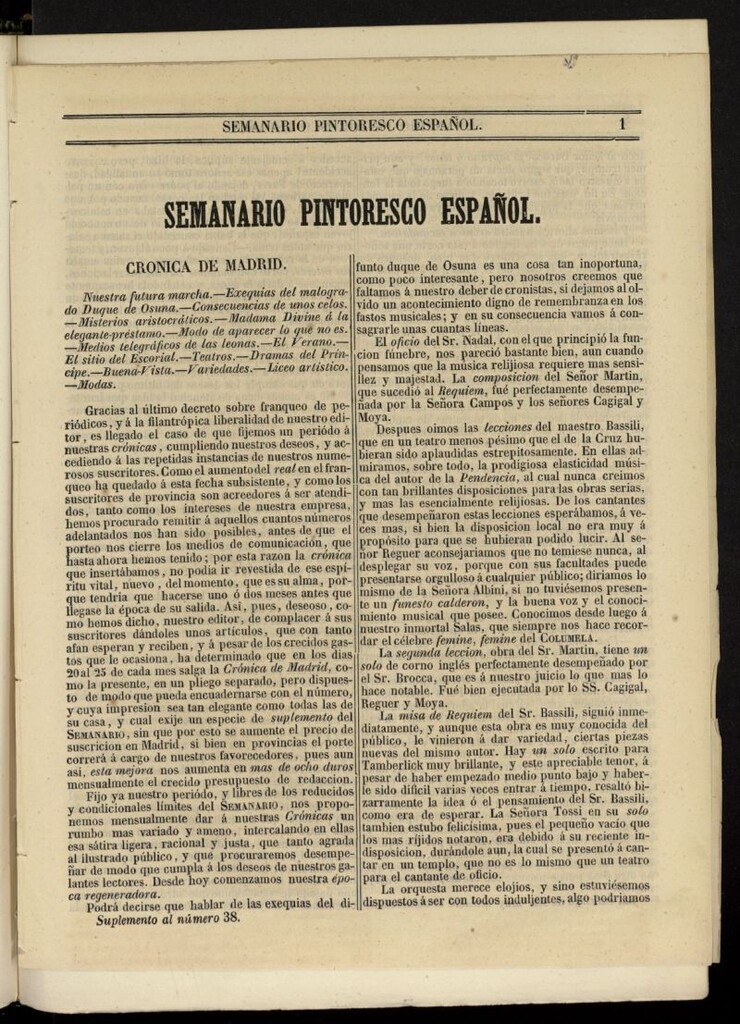 SEMANARIO PINTORESCO ESPAÑOL. 1
SEMANARIO PINTORESCO ESPAÑOL.
CRONICA DE MADRID.
Nuestra futura marcha.—Exequias del malogra-
do Duque de Osuna.—Consecuencias de unos celos.
—Misterios aristocráticos.—Madama Divine á la
elegante-préstamo.—Modo de aparecer lo que no es.
—Medios telegráficos de las leonas.—El Verano.—
El sitio del Escorial.—Teatros.—Dramas del Prín-
cipe.—Buena-Vista.—Variedades.—Liceo artístico.
—Modas.
Gracias al último decreto sobre franqueo de pe-
riódicos, y á la filantrópica liberalidad de nuestro edi-
tor, es llegado el caso de que fijemos un periódo á
nuestras crónicas, cumpliendo nuestros deseos, y ac-
cediendo á las repetidas instancias de nuestros nume-
rosos suscritores. Como el aumento del real en el fran-
queo ha quedado á esta fecha subsistente, y como los
suscritores de provincia son acreedores á ser atendi-
dos, tanto como los intereses de nuestra empresa,
hemos procurado remitir á aquellos cuantos números
adelantados nos han sido posibles, antes de que el
porteo nos cierre los medios de comunicación, que
hasta ahora hemos tenido; por esta razon la crónica
que insertábamos, no podia ir revestida de ese espí-
ritu vital, nuevo, del momento, que es su alma, por-
que tendría que hacerse uno ó dos meses antes que
llegase la época de su salida. Asi, pues, deseoso, co-
mo hemos dicho, nuestro editor, de complacer á sus
suscritores dándoles unos artículos, que con tanto
afan esperan y reciben, y á pesar de los crecidos gas-
tos que le ocasiona, ha determinado que en los dias
20 al 25 de cada mes salga la Crónica de Madrid, co-
mo la presente, en un pliego separado, pero dispues-
to de modo que pueda encuadernarse con el número,
y cuya impresion sea tan elegante como todas las de
su casa, y cual exije un especie de suplemento del
SEMANARIO, sin que por esto se aumente el precio de
suscricion en Madrid, si bien en provincias el porte
correrá á cargo de nuestros favorecedores, pues aun
asi, esta mejora nos aumenta en mas de ocho duros
mensualmente el crecido presupuesto de redaccion.
Fijo ya nuestro período, y libres de los reducidos
y condicionales límites del SEMANARIO, nos propo-
nemos mensualmente dar á nuestras Crónicas un
rumbo mas variado y ameno, intercalando en ellas
esa sátira ligera, racional y justa, que tanto agrada
al ilustrado público, y que procuraremos desempe-
ñar de modo que cumpla á los deseos de nuestros ga-
lantes lectores. Desde hoy comenzamos nuestra épo-
ca regeneradora.
Podrá decirse que hablar de las exequias del di-
Suplemento al número 38.
funto duque de Osuna es una cosa tan inoportuna,
como poco interesante, pero nosotros creemos que
faltamos á nuestro deber de cronistas, si dejamos al ol-
vido un acontecimiento digno de remembranza en los
fastos musicales; y en su consecuencia vamos á con-
sagrarle unas cuantas líneas.
El oficio del Sr. Nadal, con el que principió la fun-
cion fúnebre, nos pareció bastante bien, aun cuando
pensamos que la música relijiosa requiere mas sensi-
llez y majestad. La composicion del Señor Martin,
que sucedió al Requiem, fué perfectamente desempe-
ñada por la Señora Campos y los señores Cagigal y
Moya.
Despues oimos las lecciones del maestro Bassili,
que en un teatro menos pésimo que el de la Cruz hu-
bieran sido aplaudidas estrepitosamente. En ellas ad-
miramos, sobre todo, la prodigiosa elasticidad músi-
ca del autor de la Pendencia, al cual nunca creimos
con tan brillantes disposiciones para las obras serias,
y mas las esencialmente relijiosas. De los cantantes
que desempeñaron estas lecciones esperábamos, á ve-
ces mas, si bien la disposicion local no era muy á
propósito para que se hubieran podido lucir. Al se-
ñor Reguer aconsejariamos que no temiese nunca, al
desplegar su voz, porque con sus facultades puede
presentarse orgulloso á cualquier público; diriamos lo
mismo de la Señora Albini, si no tuviésemos presen-
te un funesto calderon, y la buena voz y el conoci-
miento musical que posee. Conocimos desde luego á
nuestro inmortal Salas, que siempre nos hace recor-
dar el célebre femine, femine del COLUMELA.
La segunda leccion, obra del Sr. Martin, tiene un
solo de corno inglés perfectamente desempeñado por
el Sr. Brocca, que es á nuestro juicio lo que mas lo
hace notable. Fué bien ejecutada por lo SS. Cagigal,
Reguer y Moya.
La misa de Requiem del Sr. Bassili, siguió inme-
diatamente, y aunque esta obra es muy conocida del
público, le vinieron á dar variedad, ciertas piezas
nuevas del mismo autor. Hay un solo escrito para
Tamberlick muy brillante, y este apreciable tenor, á
pesar de haber empezado medio punto bajo y haber-
le sido dificil varias veces entrar á tiempo, resaltó bi-
zarramente la idea ó el pensamiento del Sr. Bassili,
como era de esperar. La Señora Tossi en su solo
tambien estubo felicísima, pues el pequeño vacío que
los mas ríjidos notaron, era debido á su reciente in-
disposicion, durándole aun, la cual se presentó á can-
tar en un templo, que no es lo mismo que un teatro
para el cantante de oficio.
La orquesta merece elojios, y sino estuviésemos
dispuestos á ser con todos induljentes, algo podriamos